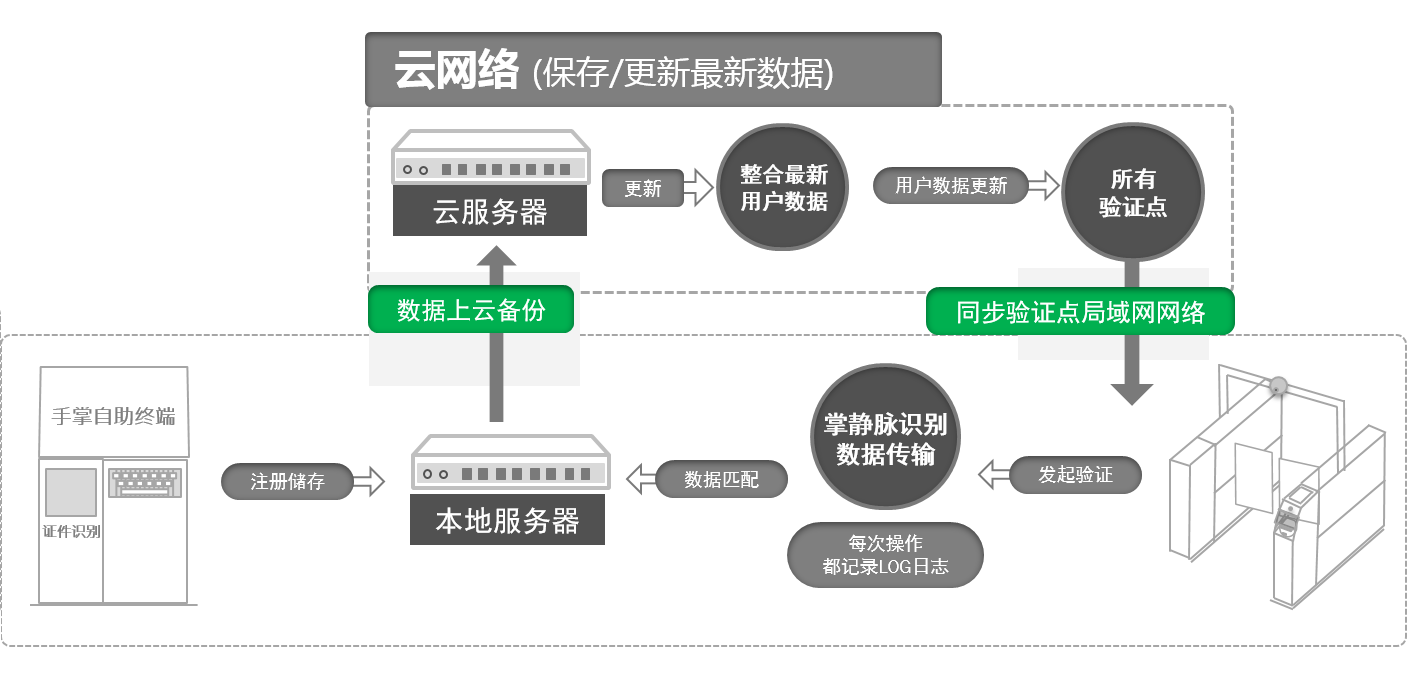 云网络 (保存/更新最新数据)
云服务器
更新
整合最新
用户数据
用户数据更新
所有
验证点
数据上云备份
同步验证点局域网网络
手掌自助终端
证件识别
注册储存
本地服务器
数据匹配
掌静脉识别
数据传输
每次操作
都记录LOG日志
发起验证